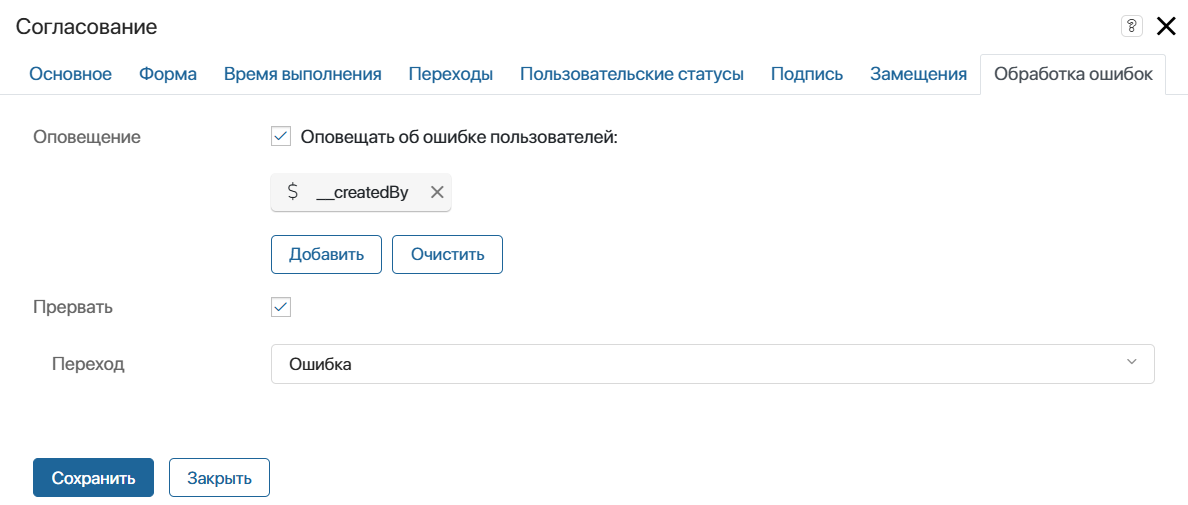 Согласование
?
Основное Форма Время выполнения Переходы Пользовательские статусы Подпись Замещения Обработка ошибок
Оповещение Оповещать об ошибке пользователей:
$ __createdBy
Добавить Очистить
Прервать
Переход Ошибка
Сохранить Закрыть